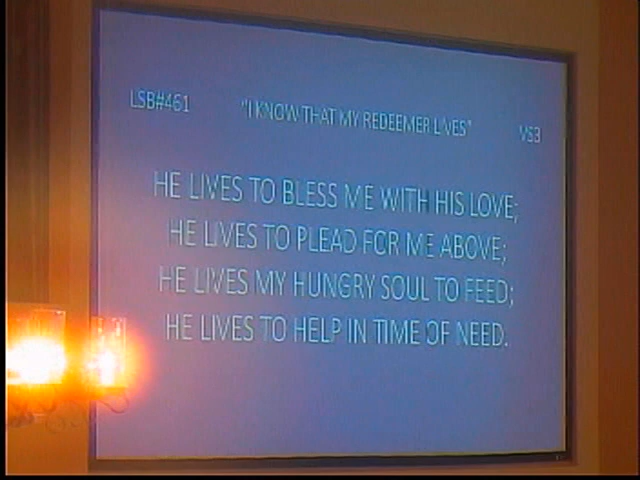 LSB#461 "I KNOW THAT MY REDEEMER LIVES" VS3
HE LIVES TO BLESS ME WITH HIS LOVE;
HE LIVES TO PLEAD FOR ME ABOVE;
HE LIVES MY HUNGRY SOUL TO FEED;
HE LIVES TO HELP IN TIME OF NEED.